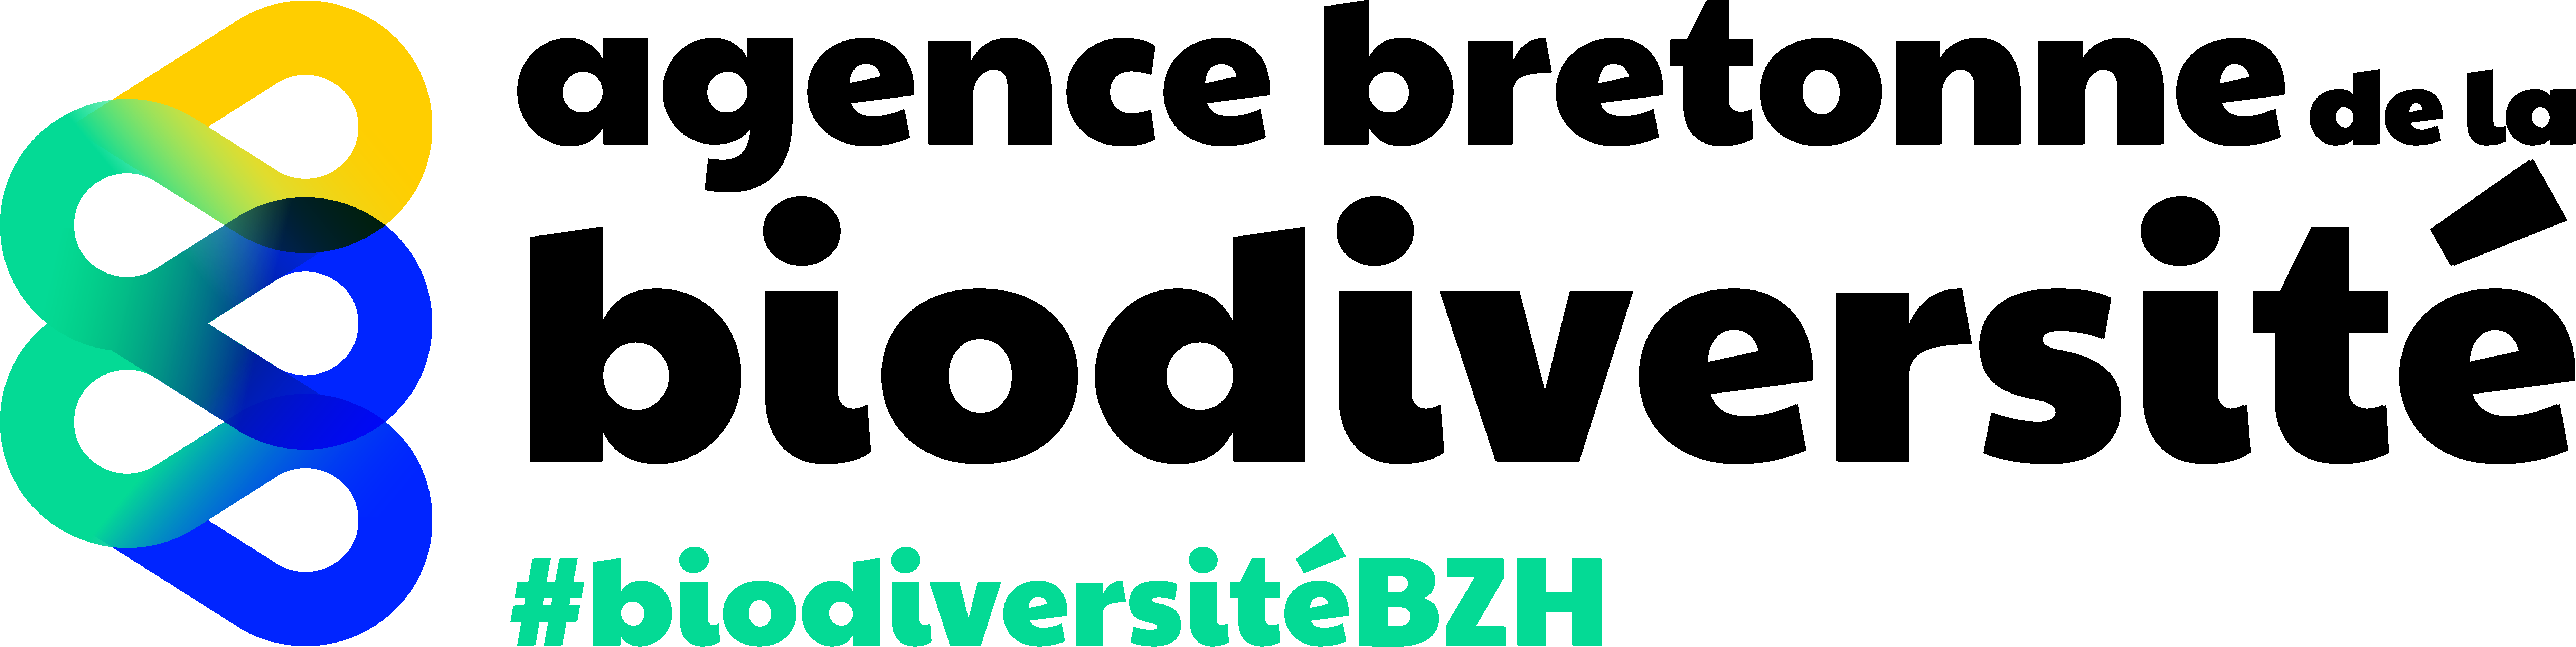 agence bretonne de la
biodiversité
#biodiversitéBZH